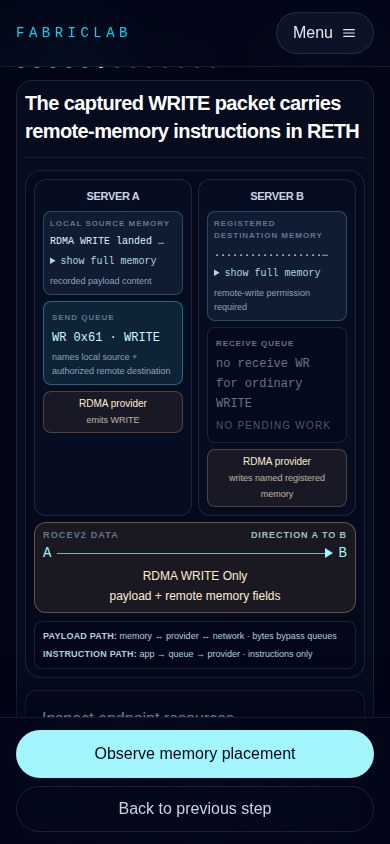 FABRICLAB
Menu
The captured WRITE packet carries
remote-memory instructions in RETH
SERVER A
LOCAL SOURCE MEMORY
RDMA WRITE landed …
show full memory
recorded payload content
SEND QUEUE
WR 0x61 · WRITE
names local source +
authorized remote destination
RDMA provider
emits WRITE
SERVER B
REGISTERED
DESTINATION MEMORY
..................…
show full memory
remote-write permission
required
RECEIVE QUEUE
no receive WR
for ordinary
WRITE
NO PENDING WORK
RDMA provider
writes named registered
memory
ROCEV2 DATA
DIRECTION A TO B
A
B
RDMA WRITE Only
payload + remote memory fields
PAYLOAD PATH: memory ↔ provider ↔ network · bytes bypass queues
INSTRUCTION PATH: app → queue → provider · instructions only
Inspect endpoint resources
Observe memory placement
Back to previous step